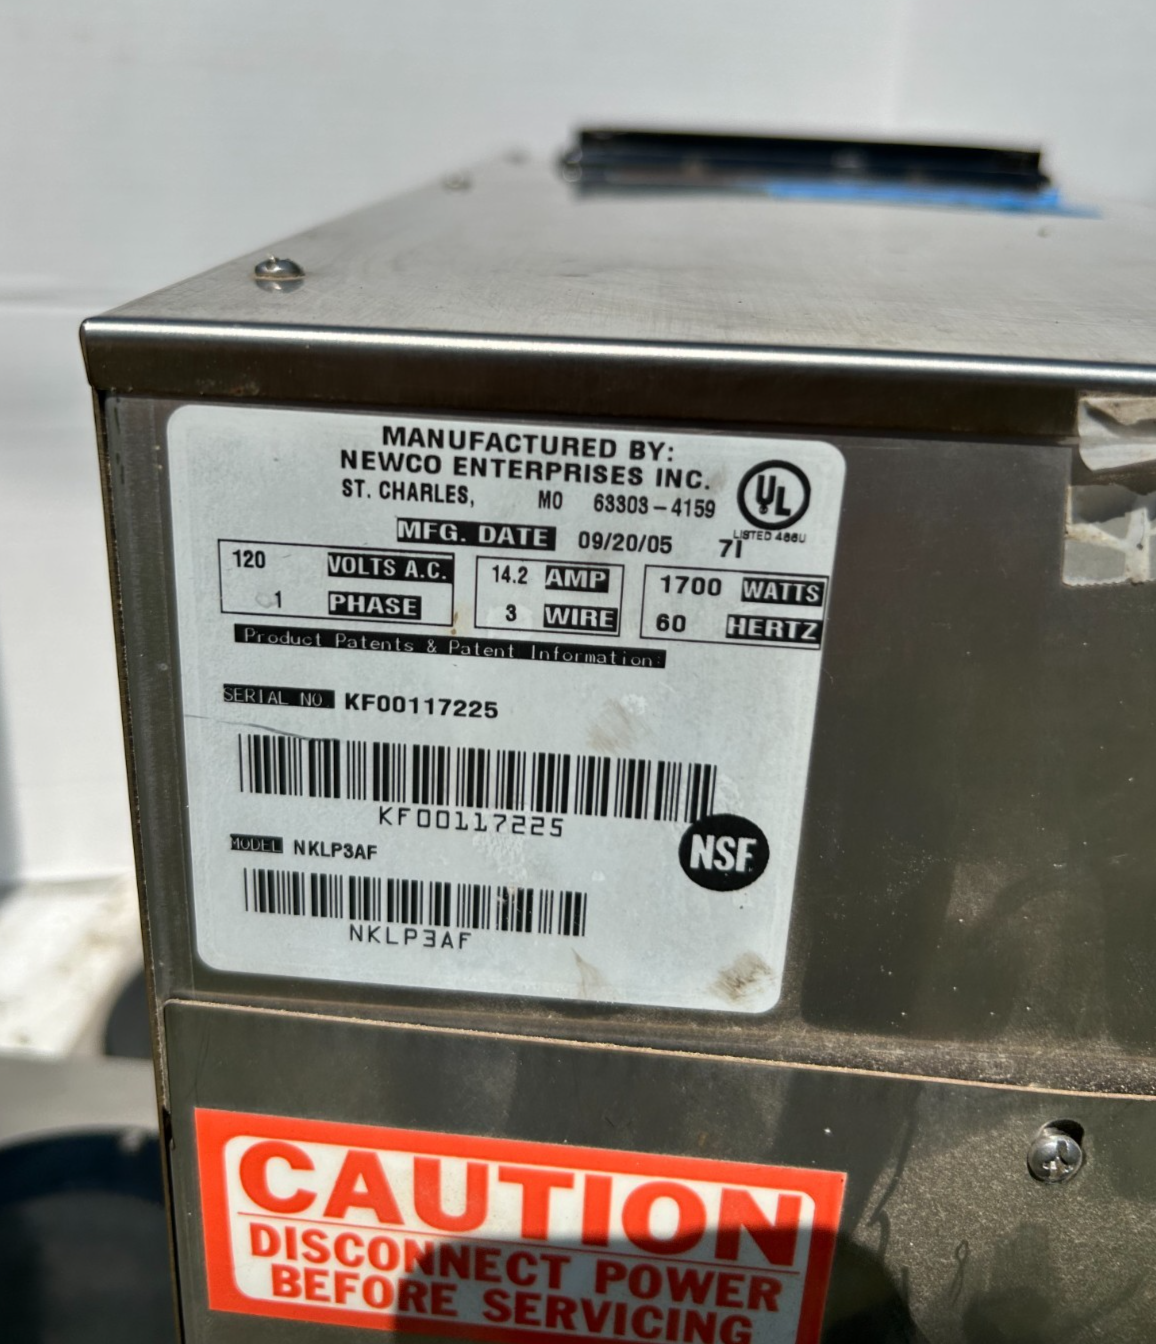 MANUFACTURED BY:
NEWCO ENTERPRISES INC.
ST. CHARLES, MO 63303-4159
UL
LISTED 466U
MFG. DATE 09/20/05 7I
120 VOLTS A.C. 14.2 AMP 1700 WATTS
1 PHASE 3 WIRE 60 HERTZ
Product Patents & Patent Information:
SERIAL NO KF00117225
KF00117225
MODEL NKLP3AF
NSF
NKLP3AF
CAUTION
DISCONNECT POWER
BEFORE SERVICING